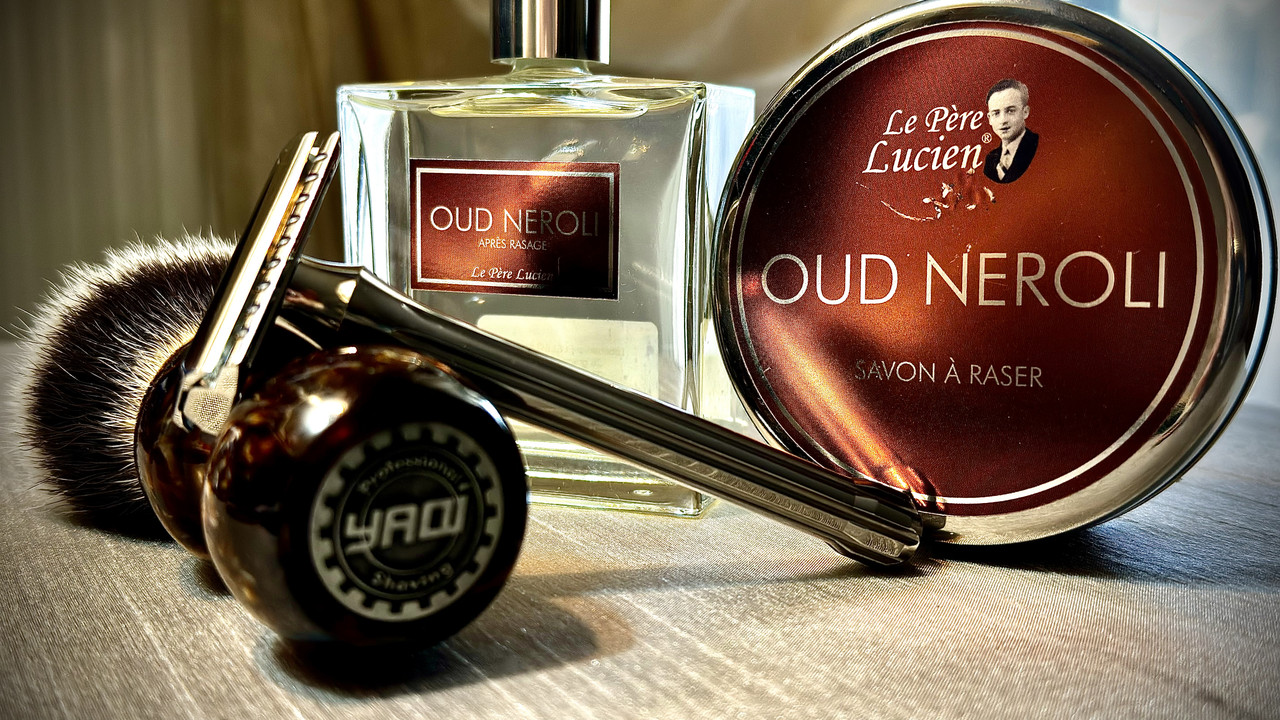 OUD NEROLI
APRÈS RASAGE
Le Père Lucien
Le Père
Lucien®
OUD NEROLI
SAVON À RASER
Professional
YAQI
Shaving